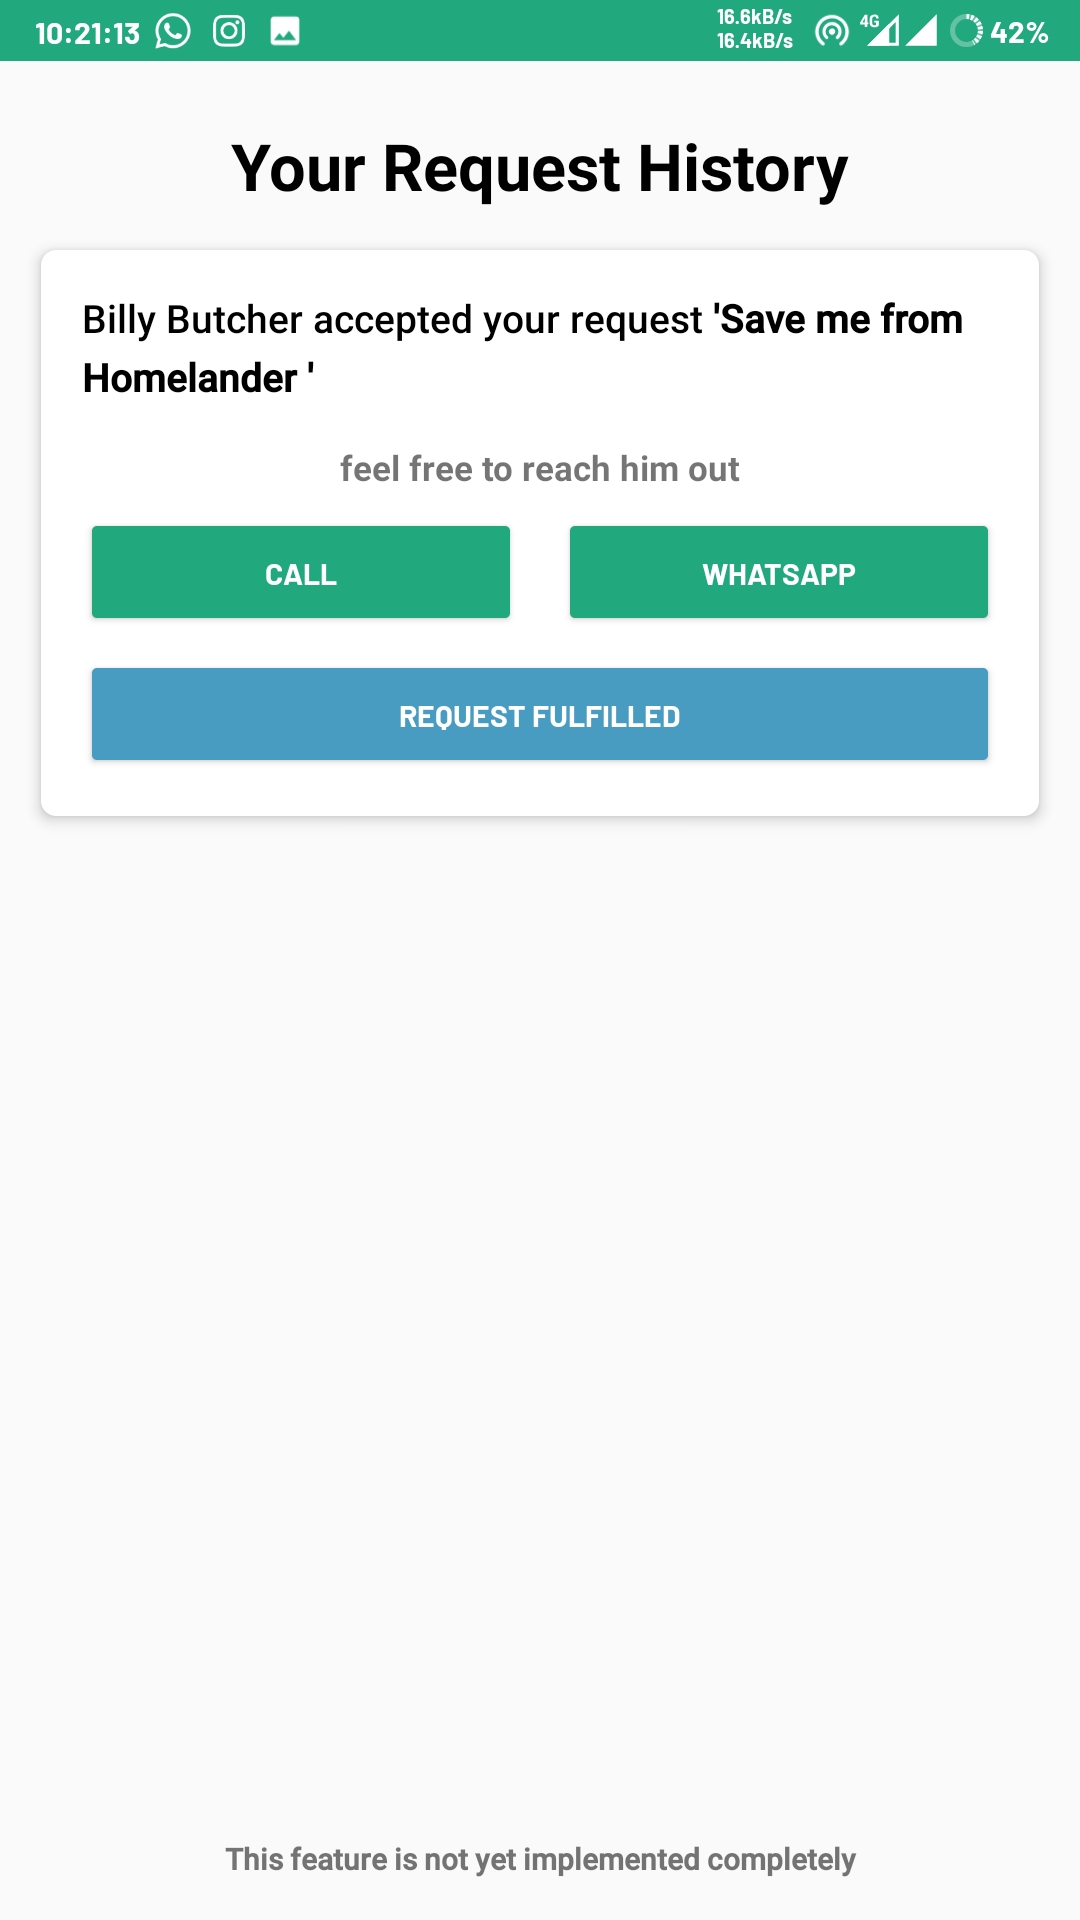 10:21:13
16.6kB/s
16.4kB/s
4G
42%
Your Request History
Billy Butcher accepted your request 'Save me from
Homelander '
feel free to reach him out
CALL
WHATSAPP
REQUEST FULFILLED
This feature is not yet implemented completely